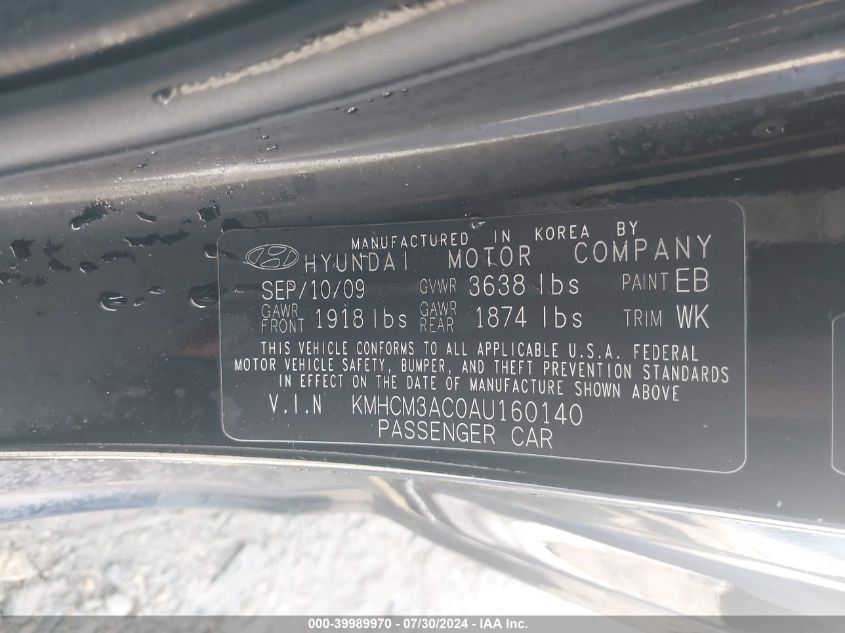 MANUFACTURED IN KOREA BY
HYUNDAI MOTOR COMPANY
SEP/10/09 GVWR 3638 lbs PAINT EB
GAWR FRONT 1918 lbs GAWR REAR 1874 lbs TRIM WK
THIS VEHICLE CONFORMS TO ALL APPLICABLE U.S.A. FEDERAL
MOTOR VEHICLE SAFETY, BUMPER, AND THEFT PREVENTION STANDARDS
IN EFFECT ON THE DATE OF MANUFACTURE SHOWN ABOVE
V.I.N KMHCM3AC0AU160140
PASSENGER CAR
000-39989970 - 07/30/2024 - IAA Inc.